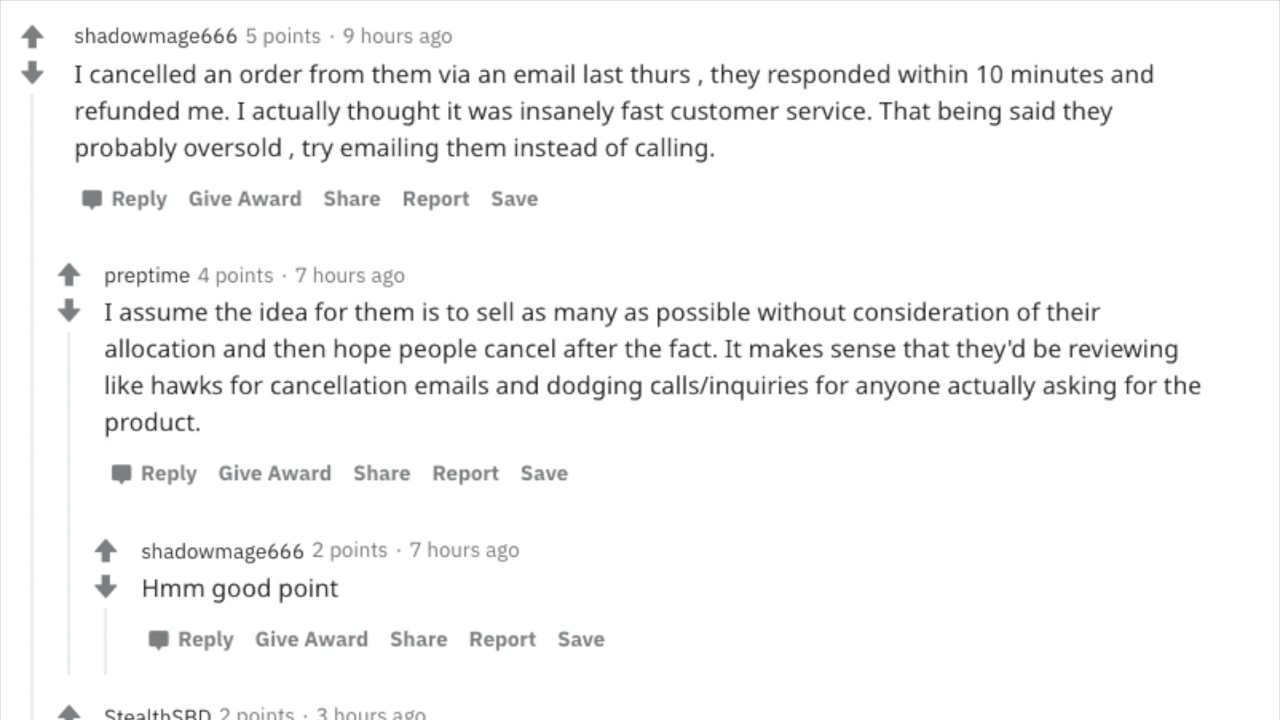 shadowmage666 5 points · 9 hours ago
I cancelled an order from them via an email last thurs , they responded within 10 minutes and
refunded me. I actually thought it was insanely fast customer service. That being said they
probably oversold , try emailing them instead of calling.
Reply Give Award Share Report Save
preptime 4 points · 7 hours ago
I assume the idea for them is to sell as many as possible without consideration of their
allocation and then hope people cancel after the fact. It makes sense that they'd be reviewing
like hawks for cancellation emails and dodging calls/inquiries for anyone actually asking for the
product.
Reply Give Award Share Report Save
shadowmage666 2 points · 7 hours ago
Hmm good point
Reply Give Award Share Report Save
StealthSBD 2 points · 3 hours ago